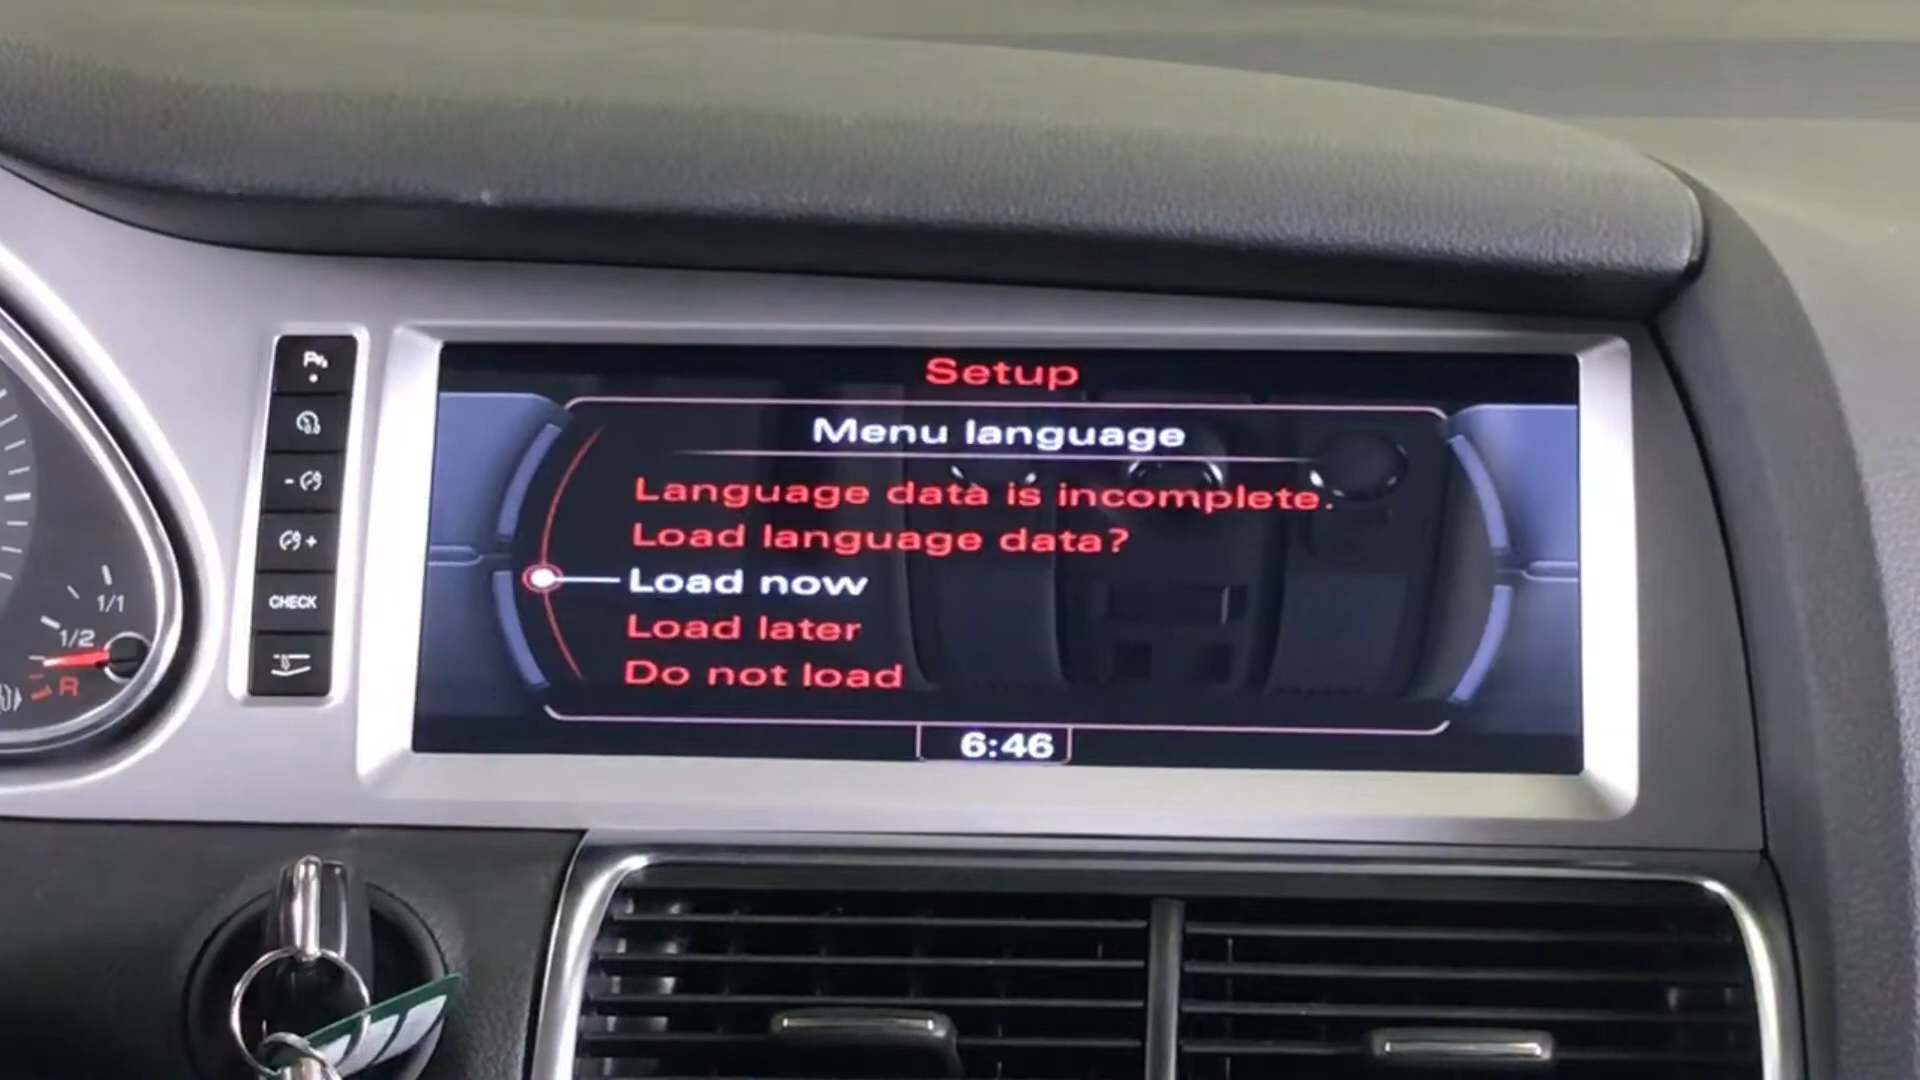 Setup
Menu language
Language data is incomplete.
Load language data?
Load now
Load later
Do not load
6:46
CHECK
-
+
1/1
1/2
R